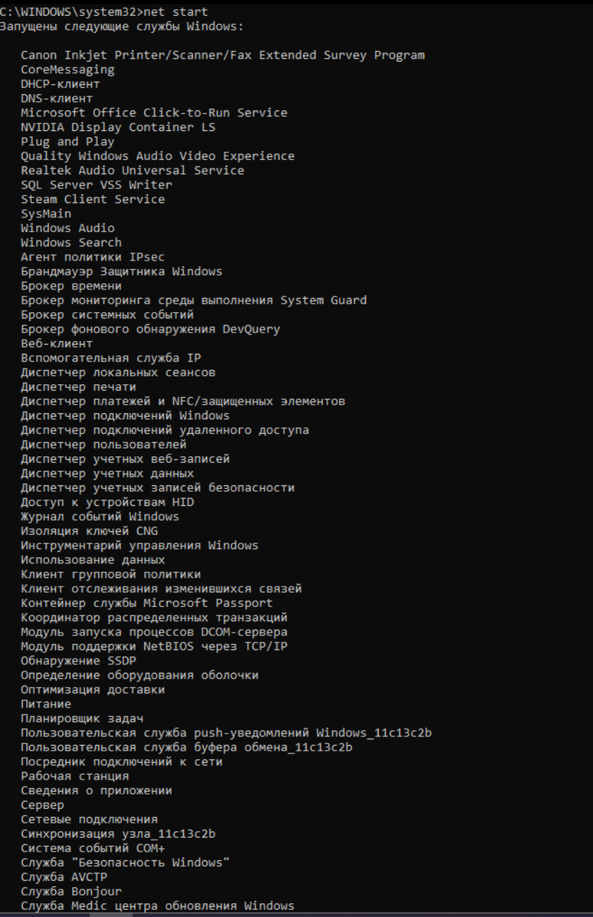 C:\WINDOWS\system32>net start
Запущены следующие службы Windows:
Canon Inkjet Printer/Scanner/Fax Extended Survey Program
CoreMessaging
DHCP-клиент
DNS-клиент
Microsoft Office Click-to-Run Service
NVIDIA Display Container LS
Plug and Play
Quality Windows Audio Video Experience
Realtek Audio Universal Service
SQL Server VSS Writer
Steam Client Service
SysMain
Windows Audio
Windows Search
Агент политики IPsec
Брандмауэр Защитника Windows
Брокер времени
Брокер мониторинга среды выполнения System Guard
Брокер системных событий
Брокер фонового обнаружения DevQuery
Веб-клиент
Вспомогательная служба IP
Диспетчер локальных сеансов
Диспетчер печати
Диспетчер платежей и NFC/защищенных элементов
Диспетчер подключений Windows
Диспетчер подключений удаленного доступа
Диспетчер пользователей
Диспетчер учетных веб-записей
Диспетчер учетных данных
Диспетчер учетных записей безопасности
Доступ к устройствам HID
Журнал событий Windows
Изоляция ключей CNG
Инструментарий управления Windows
Использование данных
Клиент групповой политики
Клиент отслеживания изменившихся связей
Контейнер службы Microsoft Passport
Координатор распределенных транзакций
Модуль запуска процессов DCOM-сервера
Модуль поддержки NetBIOS через TCP/IP
Обнаружение SSDP
Определение оборудования оболочки
Оптимизация доставки
Питание
Планировщик задач
Пользовательская служба push-уведомлений Windows_11c13c2b
Пользовательская служба буфера обмена_11c13c2b
Посредник подключений к сети
Рабочая станция
Сведения о приложении
Сервер
Сетевые подключения
Синхронизация узла_11c13c2b
Система событий COM+
Служба "Безопасность Windows"
Служба AVCTP
Служба Bonjour
Служба Medic центра обновления Windows